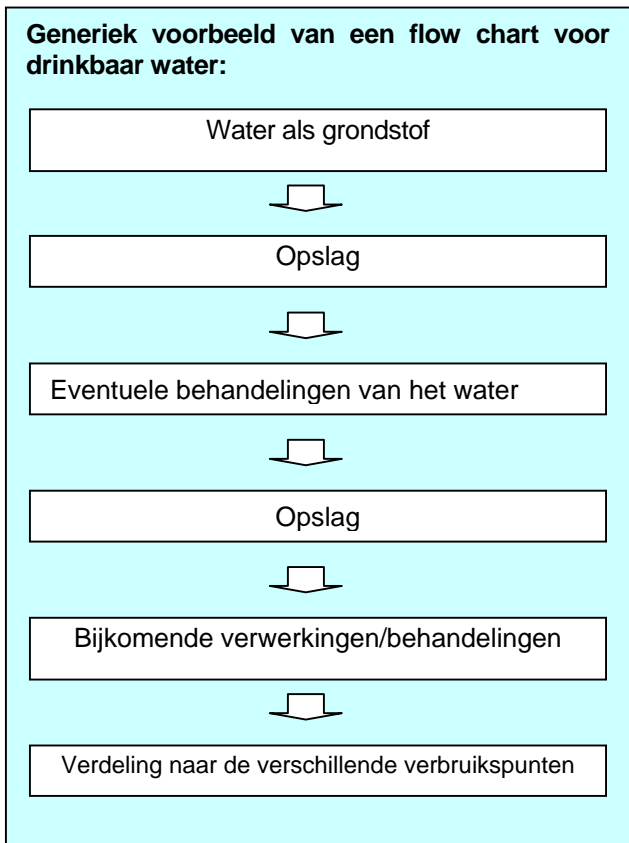 Generiek voorbeeld van een flow chart voor
drinkbaar water:
Water als grondstof
Opslag
Eventuele behandelingen van het water
Opslag
Bijkomende verwerkingen/behandelingen
Verdeling naar de verschillende verbruikspunten